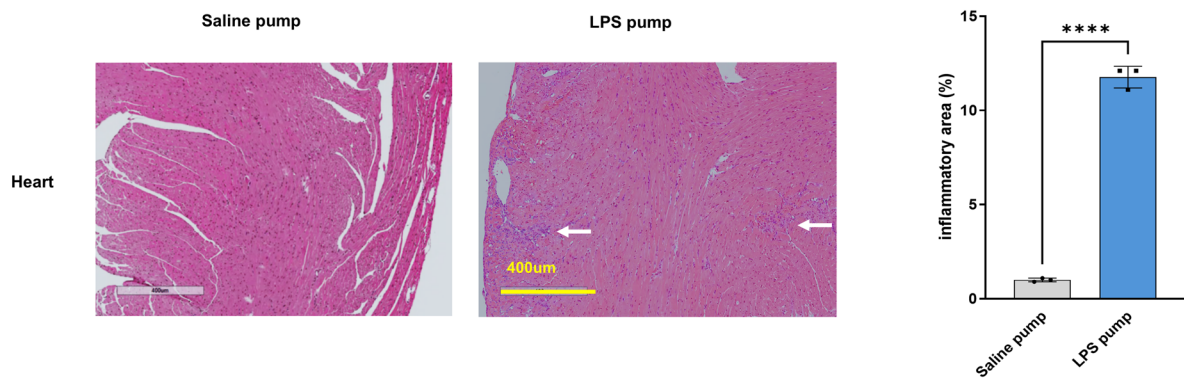 Saline pump
LPS pump
Heart
400um
400um
inflammatory area (%)
15
10
5
0
****
Saline pump
LPS pump